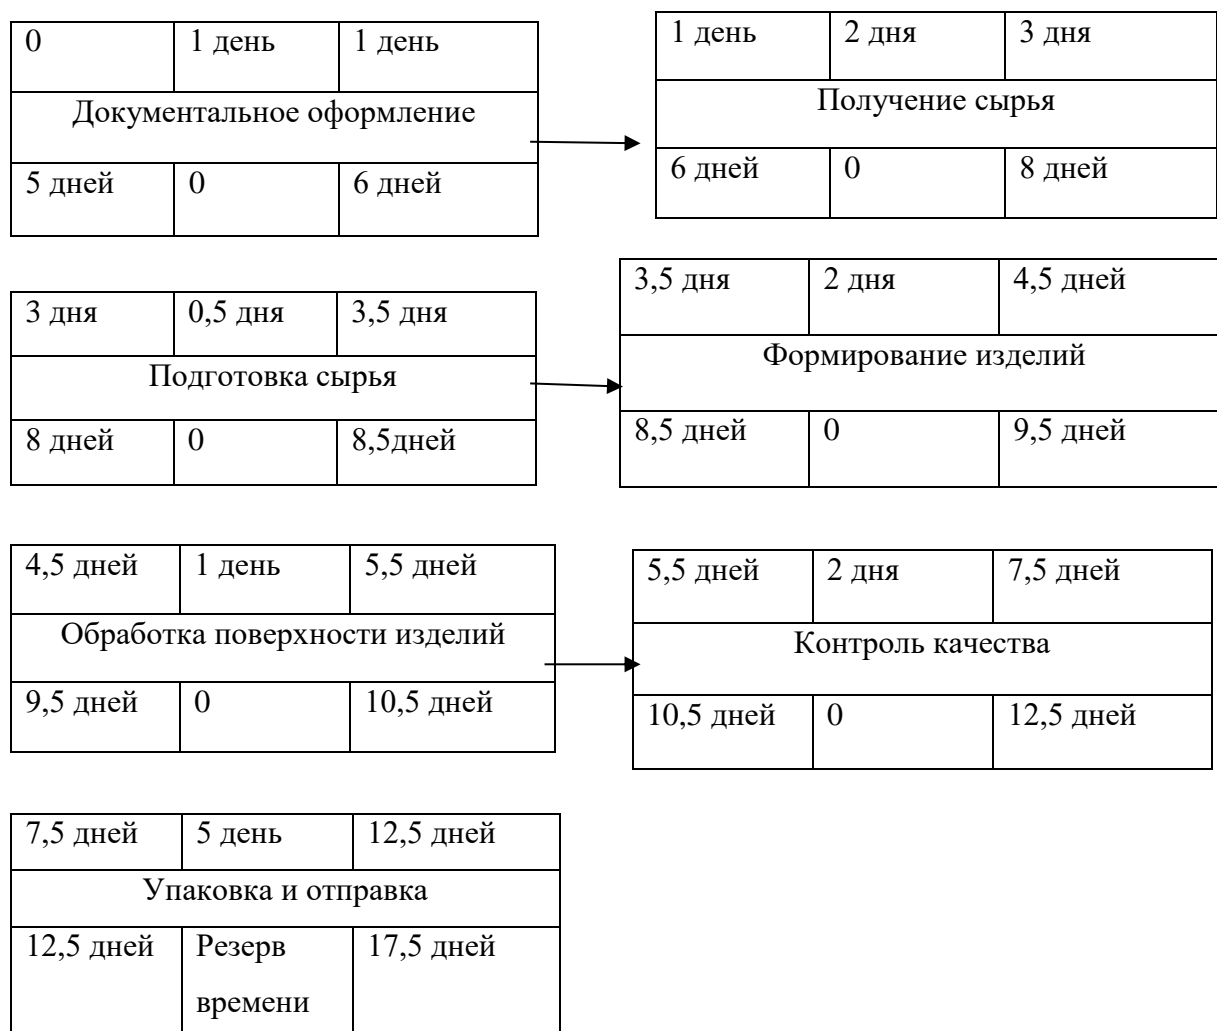 0 1 день 1 день
Документальное оформление
5 дней 0 6 дней
1 день 2 дня 3 дня
Получение сырья
6 дней 0 8 дней
3 дня 0,5 дня 3,5 дня
Подготовка сырья
8 дней 0 8,5дней
3,5 дня 2 дня 4,5 дней
Формирование изделий
8,5 дней 0 9,5 дней
4,5 дней 1 день 5,5 дней
Обработка поверхности изделий
9,5 дней 0 10,5 дней
5,5 дней 2 дня 7,5 дней
Контроль качества
10,5 дней 0 12,5 дней
7,5 дней 5 день 12,5 дней
Упаковка и отправка
12,5 дней Резерв 17,5 дней
времени